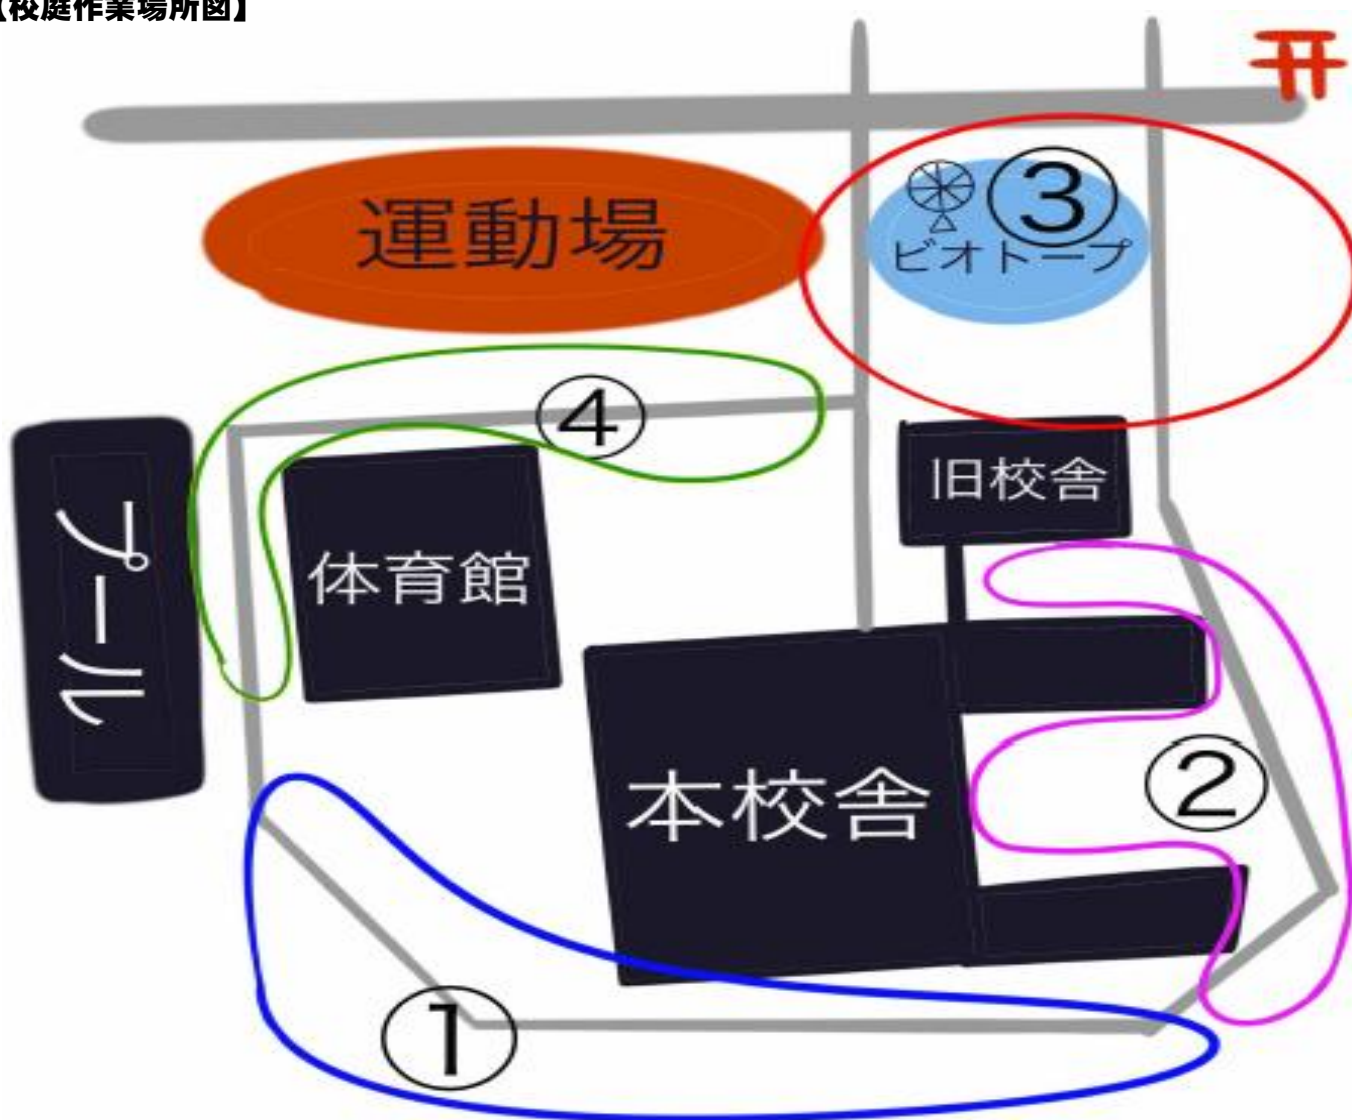 【校庭作業場所図】
運動場
③
ビオトープ
④
旧校舎
プール
体育館
本校舎
②
①